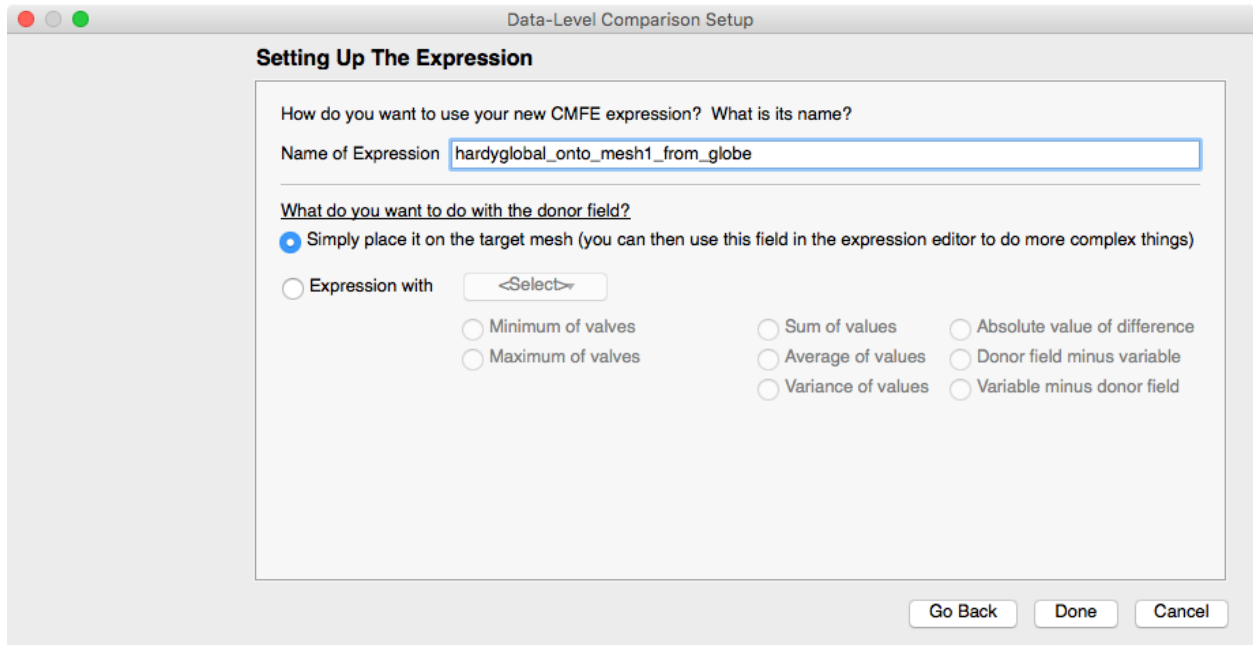 Data-Level Comparison Setup
Setting Up The Expression
How do you want to use your new CMFE expression? What is its name?
Name of Expression hardyglobal_onto_mesh1_from_globe
What do you want to do with the donor field?
Simply place it on the target mesh (you can then use this field in the expression editor to do more complex things)
Expression with <Select>
Minimum of valves Sum of values Absolute value of difference
Maximum of valves Average of values Donor field minus variable
Variance of values Variable minus donor field
Go Back Done Cancel